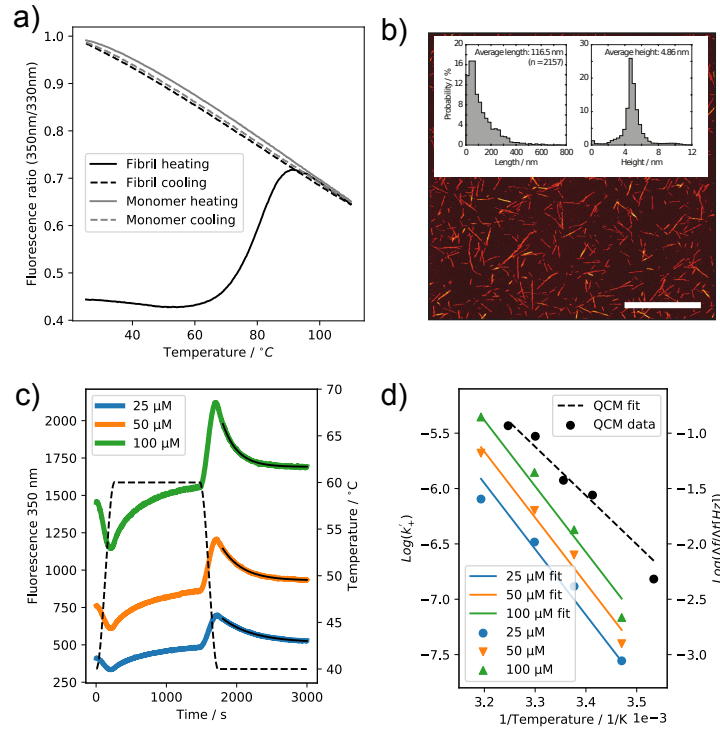 a)
Fluorescence ratio (350nm/330nm)
1.0
0.9
0.8
0.7
0.6
0.5
0.4
Fibril heating
Fibril cooling
Monomer heating
Monomer cooling
40 60 80 100
Temperature / °C
b)
Average length: 116.5 nm
(n = 2157)
Probability / %
20
16
12
8
4
0
0 200 400 600 800
Length / nm
Average height: 4.86 nm
30
20
10
0
0 4 8 12
Height / nm
c)
Fluorescence 350 nm
2000
1750
1500
1250
1000
750
500
250
25 µM
50 µM
100 µM
70
65
60
55
50
45
40
Temperature / °C
0 1000 2000 3000
Time / s
d)
Log(k'+)
−5.5
−6.0
−6.5
−7.0
−7.5
QCM fit
QCM data
25 µM fit
50 µM fit
100 µM fit
25 µM
50 µM
100 µM
−1.0
−1.5
−2.0
−2.5
−3.0
Log(Δf/Δt(Hz))
3.2 3.3 3.4 3.5
1/Temperature / 1/K 1e−3